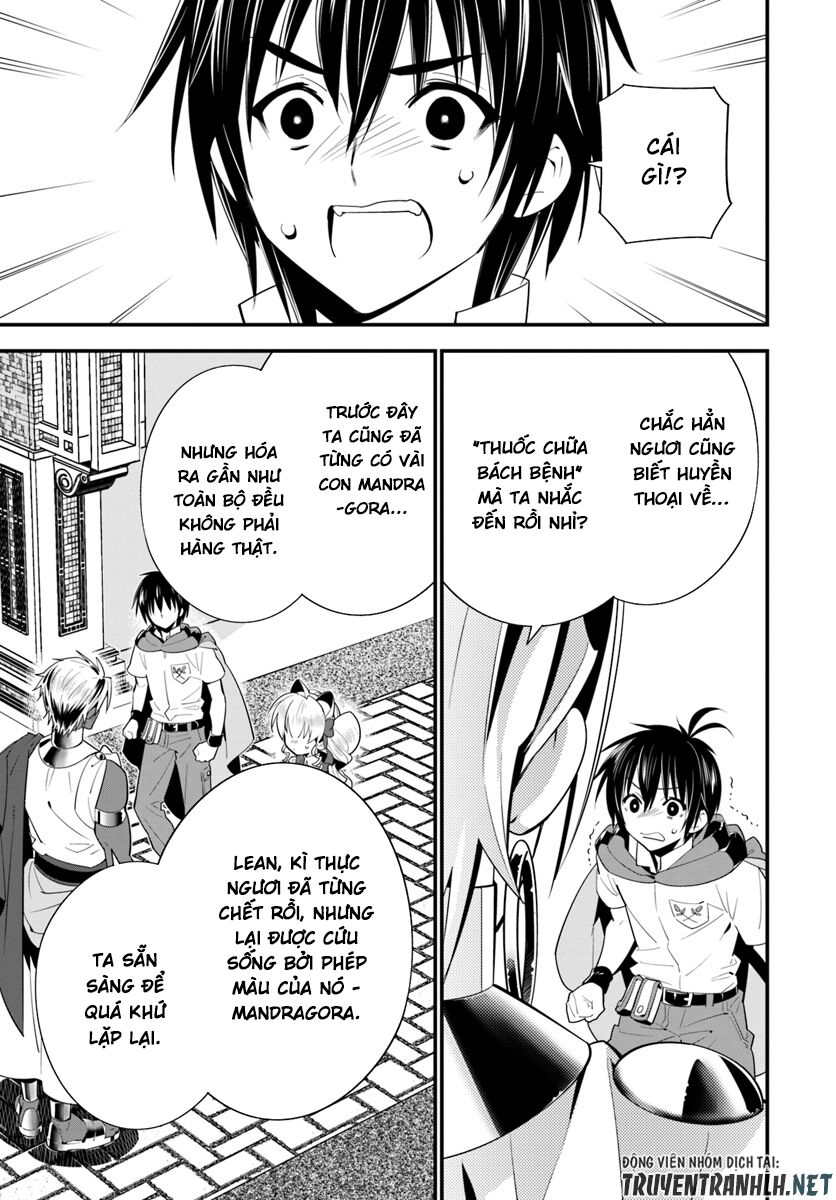 CÁI
GÌ!?
CHẮC HẲN
NGƯƠI CŨNG
BIẾT HUYỀN
THOẠI VỀ...
"THUỐC CHỮA
BÁCH BỆNH"
MÀ TA NHẮC
ĐẾN RỒI NHỈ?
TRƯỚC ĐÂY
TA CŨNG ĐÃ
TỪNG CÓ VÀI
CON MANDRA
-GORA...
NHƯNG HÓA
RA GẦN NHƯ
TOÀN BỘ ĐỀU
KHÔNG PHẢI
HÀNG THẬT.
LEAN, KÌ THỰC
NGƯƠI ĐÃ TỪNG
CHẾT RỒI, NHƯNG
LẠI ĐƯỢC CỨU
SỐNG BỞI PHÉP
MÀU CỦA NÓ -
MANDRAGORA.
TA SẴN
SÀNG ĐỂ
QUÁ KHỨ
LẶP LẠI.
ĐỘNG VIÊN NHÓM DỊCH TẠI:
TRUYENTRANHLH.NET